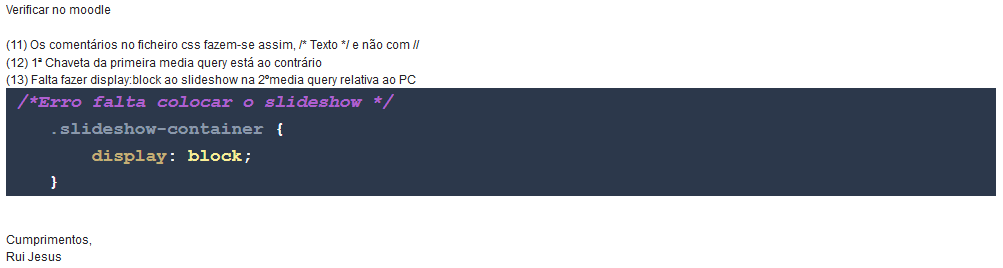 Verificar no moodle
(11) Os comentários no ficheiro css fazem-se assim, /* Texto */ e não com //
(12) 1ª Chaveta da primeira media query está ao contrário
(13) Falta fazer display:block ao slideshow na 2ºmedia query relativa ao PC
/*Erro falta colocar o slideshow */
.slideshow-container {
display: block;
}
Cumprimentos,
Rui Jesus